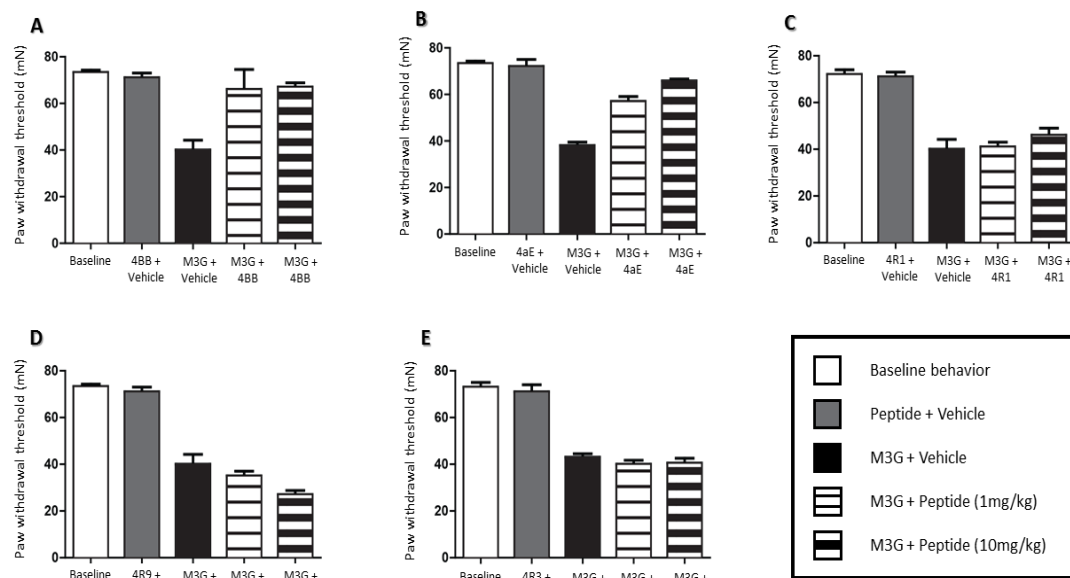 A
Paw withdrawal threshold (mN)
80
60
40
20
0
Baseline
4BB +
Vehicle
M3G +
Vehicle
M3G +
4BB
M3G +
4BB
B
Paw withdrawal threshold (mN)
80
60
40
20
0
Baseline
4aE +
Vehicle
M3G +
Vehicle
M3G +
4aE
M3G +
4aE
C
Paw withdrawal threshold (mN)
80
60
40
20
0
Baseline
4R1 +
Vehicle
M3G +
Vehicle
M3G +
4R1
M3G +
4R1
D
Paw withdrawal threshold (mN)
80
60
40
20
0
Baseline
4R9 +
M3G +
M3G +
M3G +
E
Paw withdrawal threshold (mN)
80
60
40
20
0
Baseline
4R3 +
M3G +
M3G +
M3G +
Baseline behavior
Peptide + Vehicle
M3G + Vehicle
M3G + Peptide (1mg/kg)
M3G + Peptide (10mg/kg)